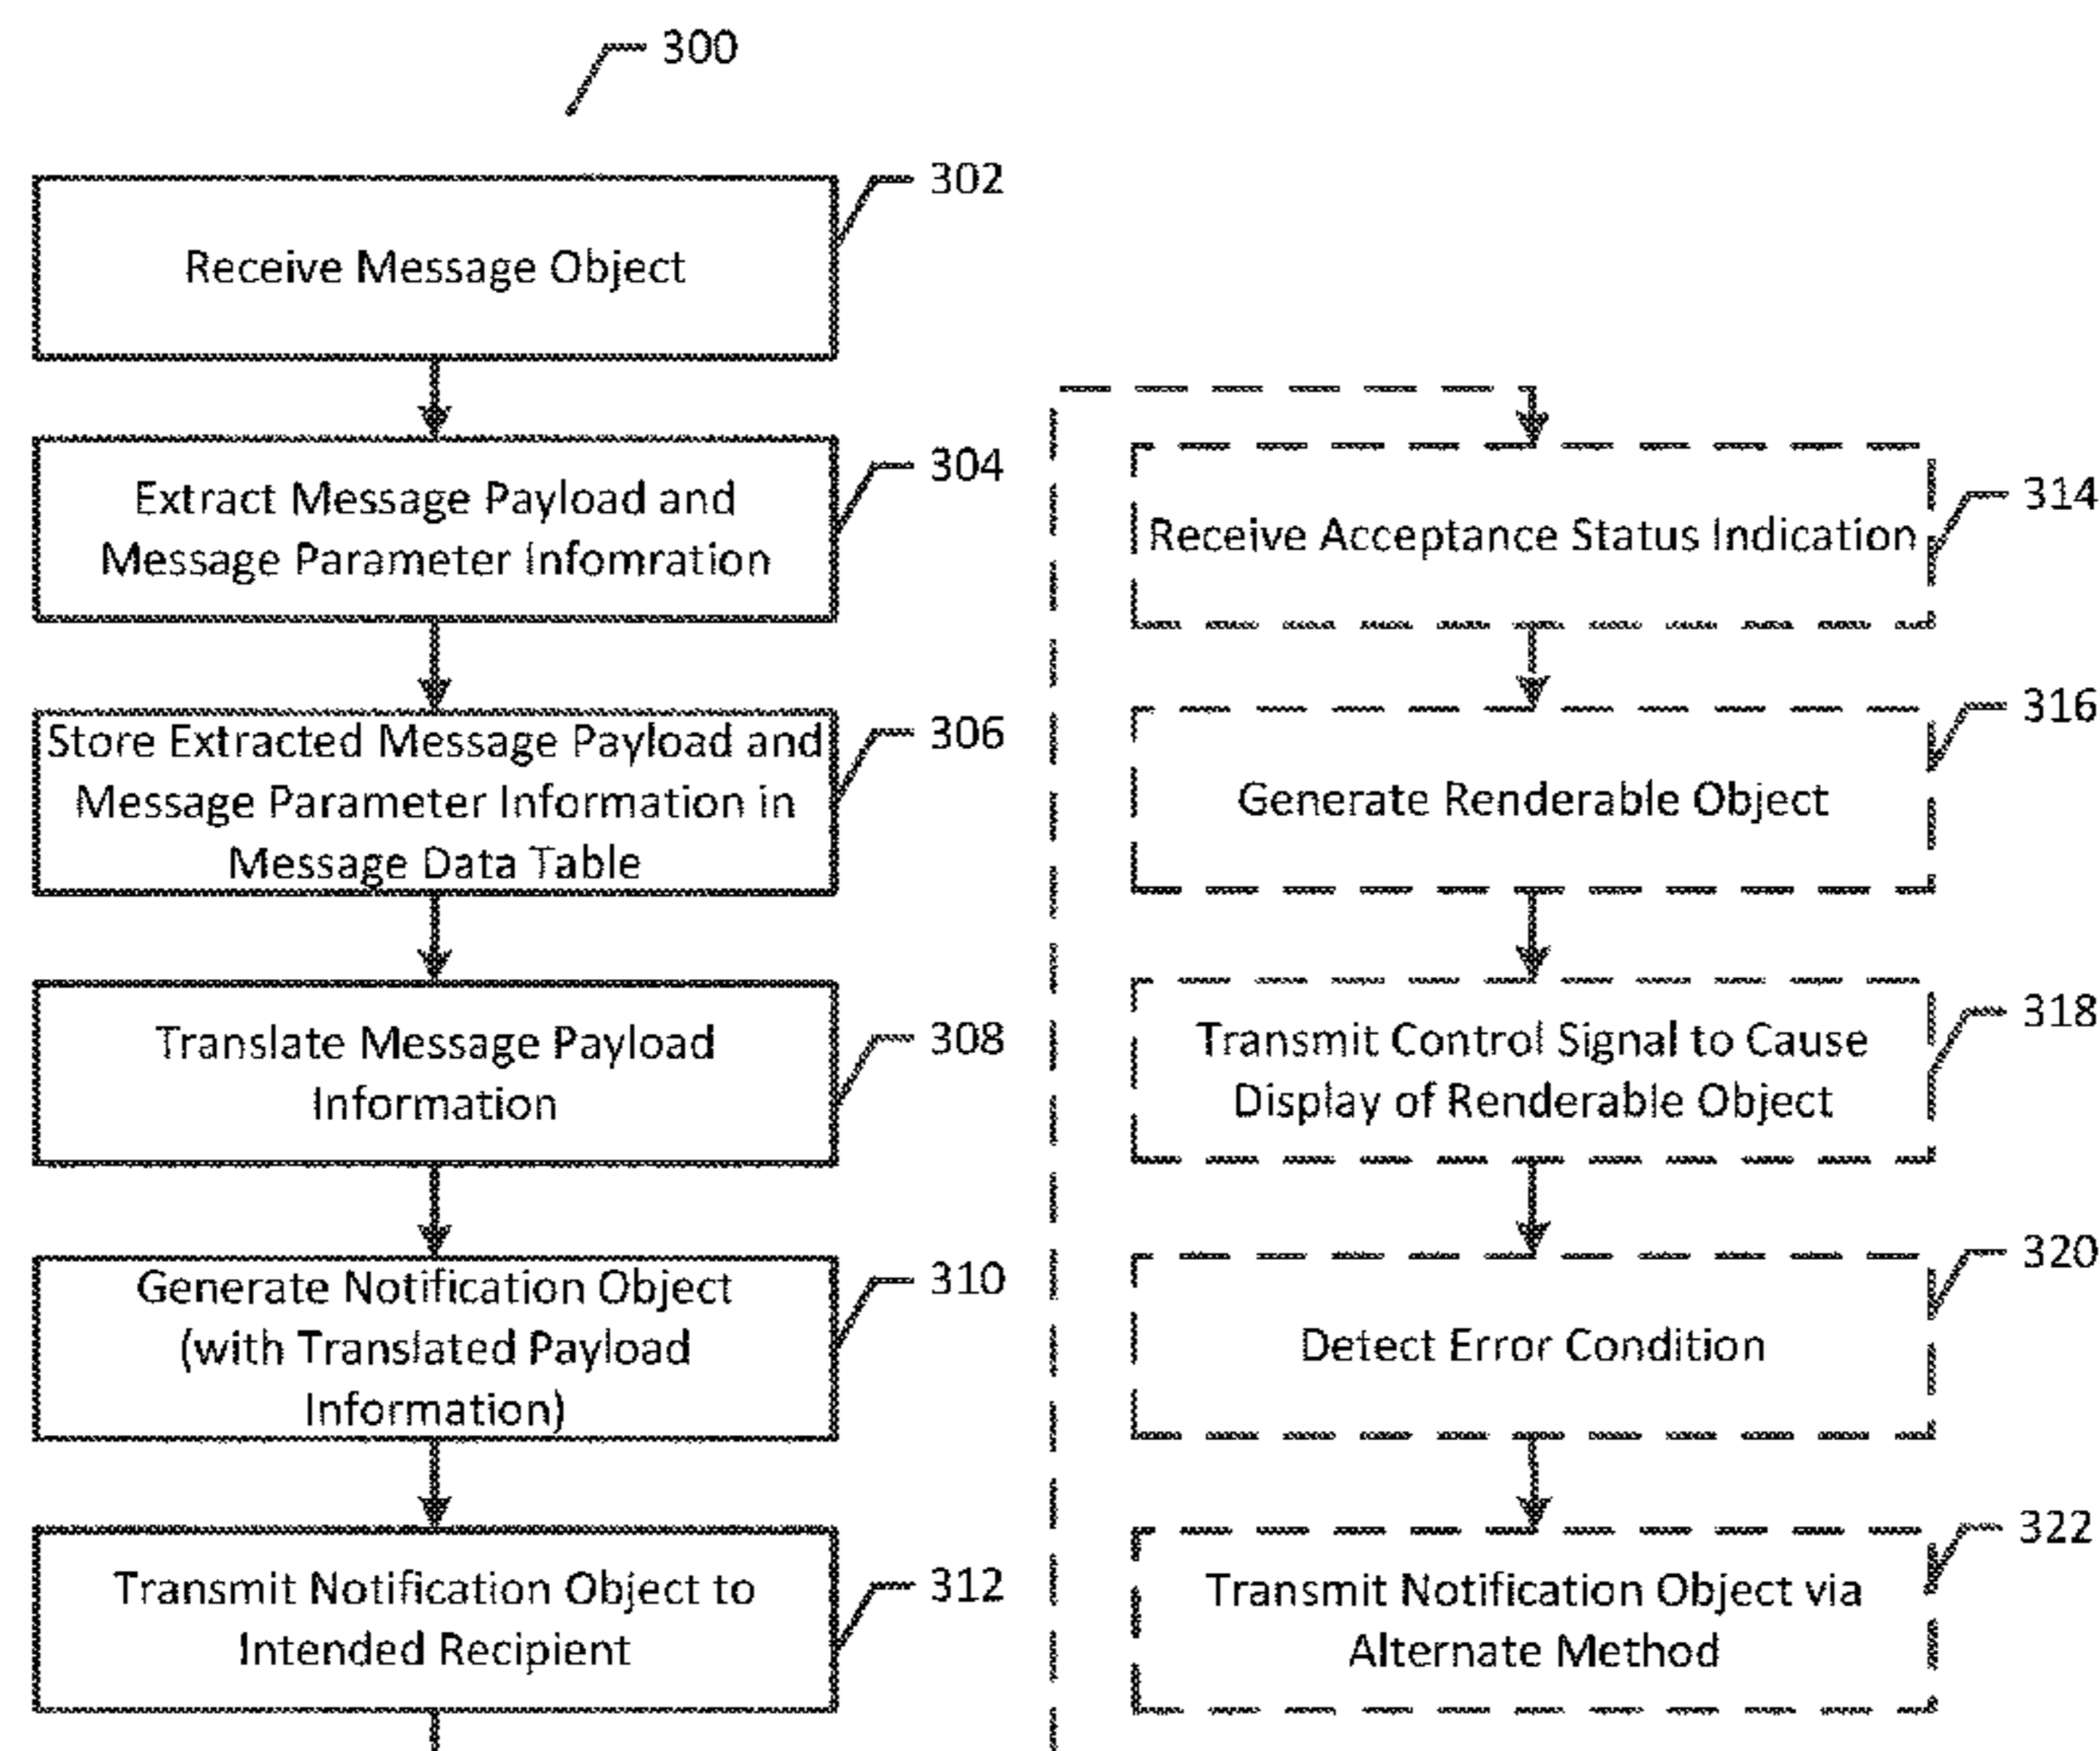 300
302
Receive Message Object
304
Extract Message Payload and
Message Parameter Infomration
306
Store Extracted Message Payload and
Message Parameter Information in
Message Data Table
308
Translate Message Payload
Information
310
Generate Notification Object
(with Translated Payload
Information)
312
Transmit Notification Object to
Intended Recipient
314
Receive Acceptance Status Indication
316
Generate Renderable Object
318
Transmit Control Signal to Cause
Display of Renderable Object
320
Detect Error Condition
322
Transmit Notification Object via
Alternate Method